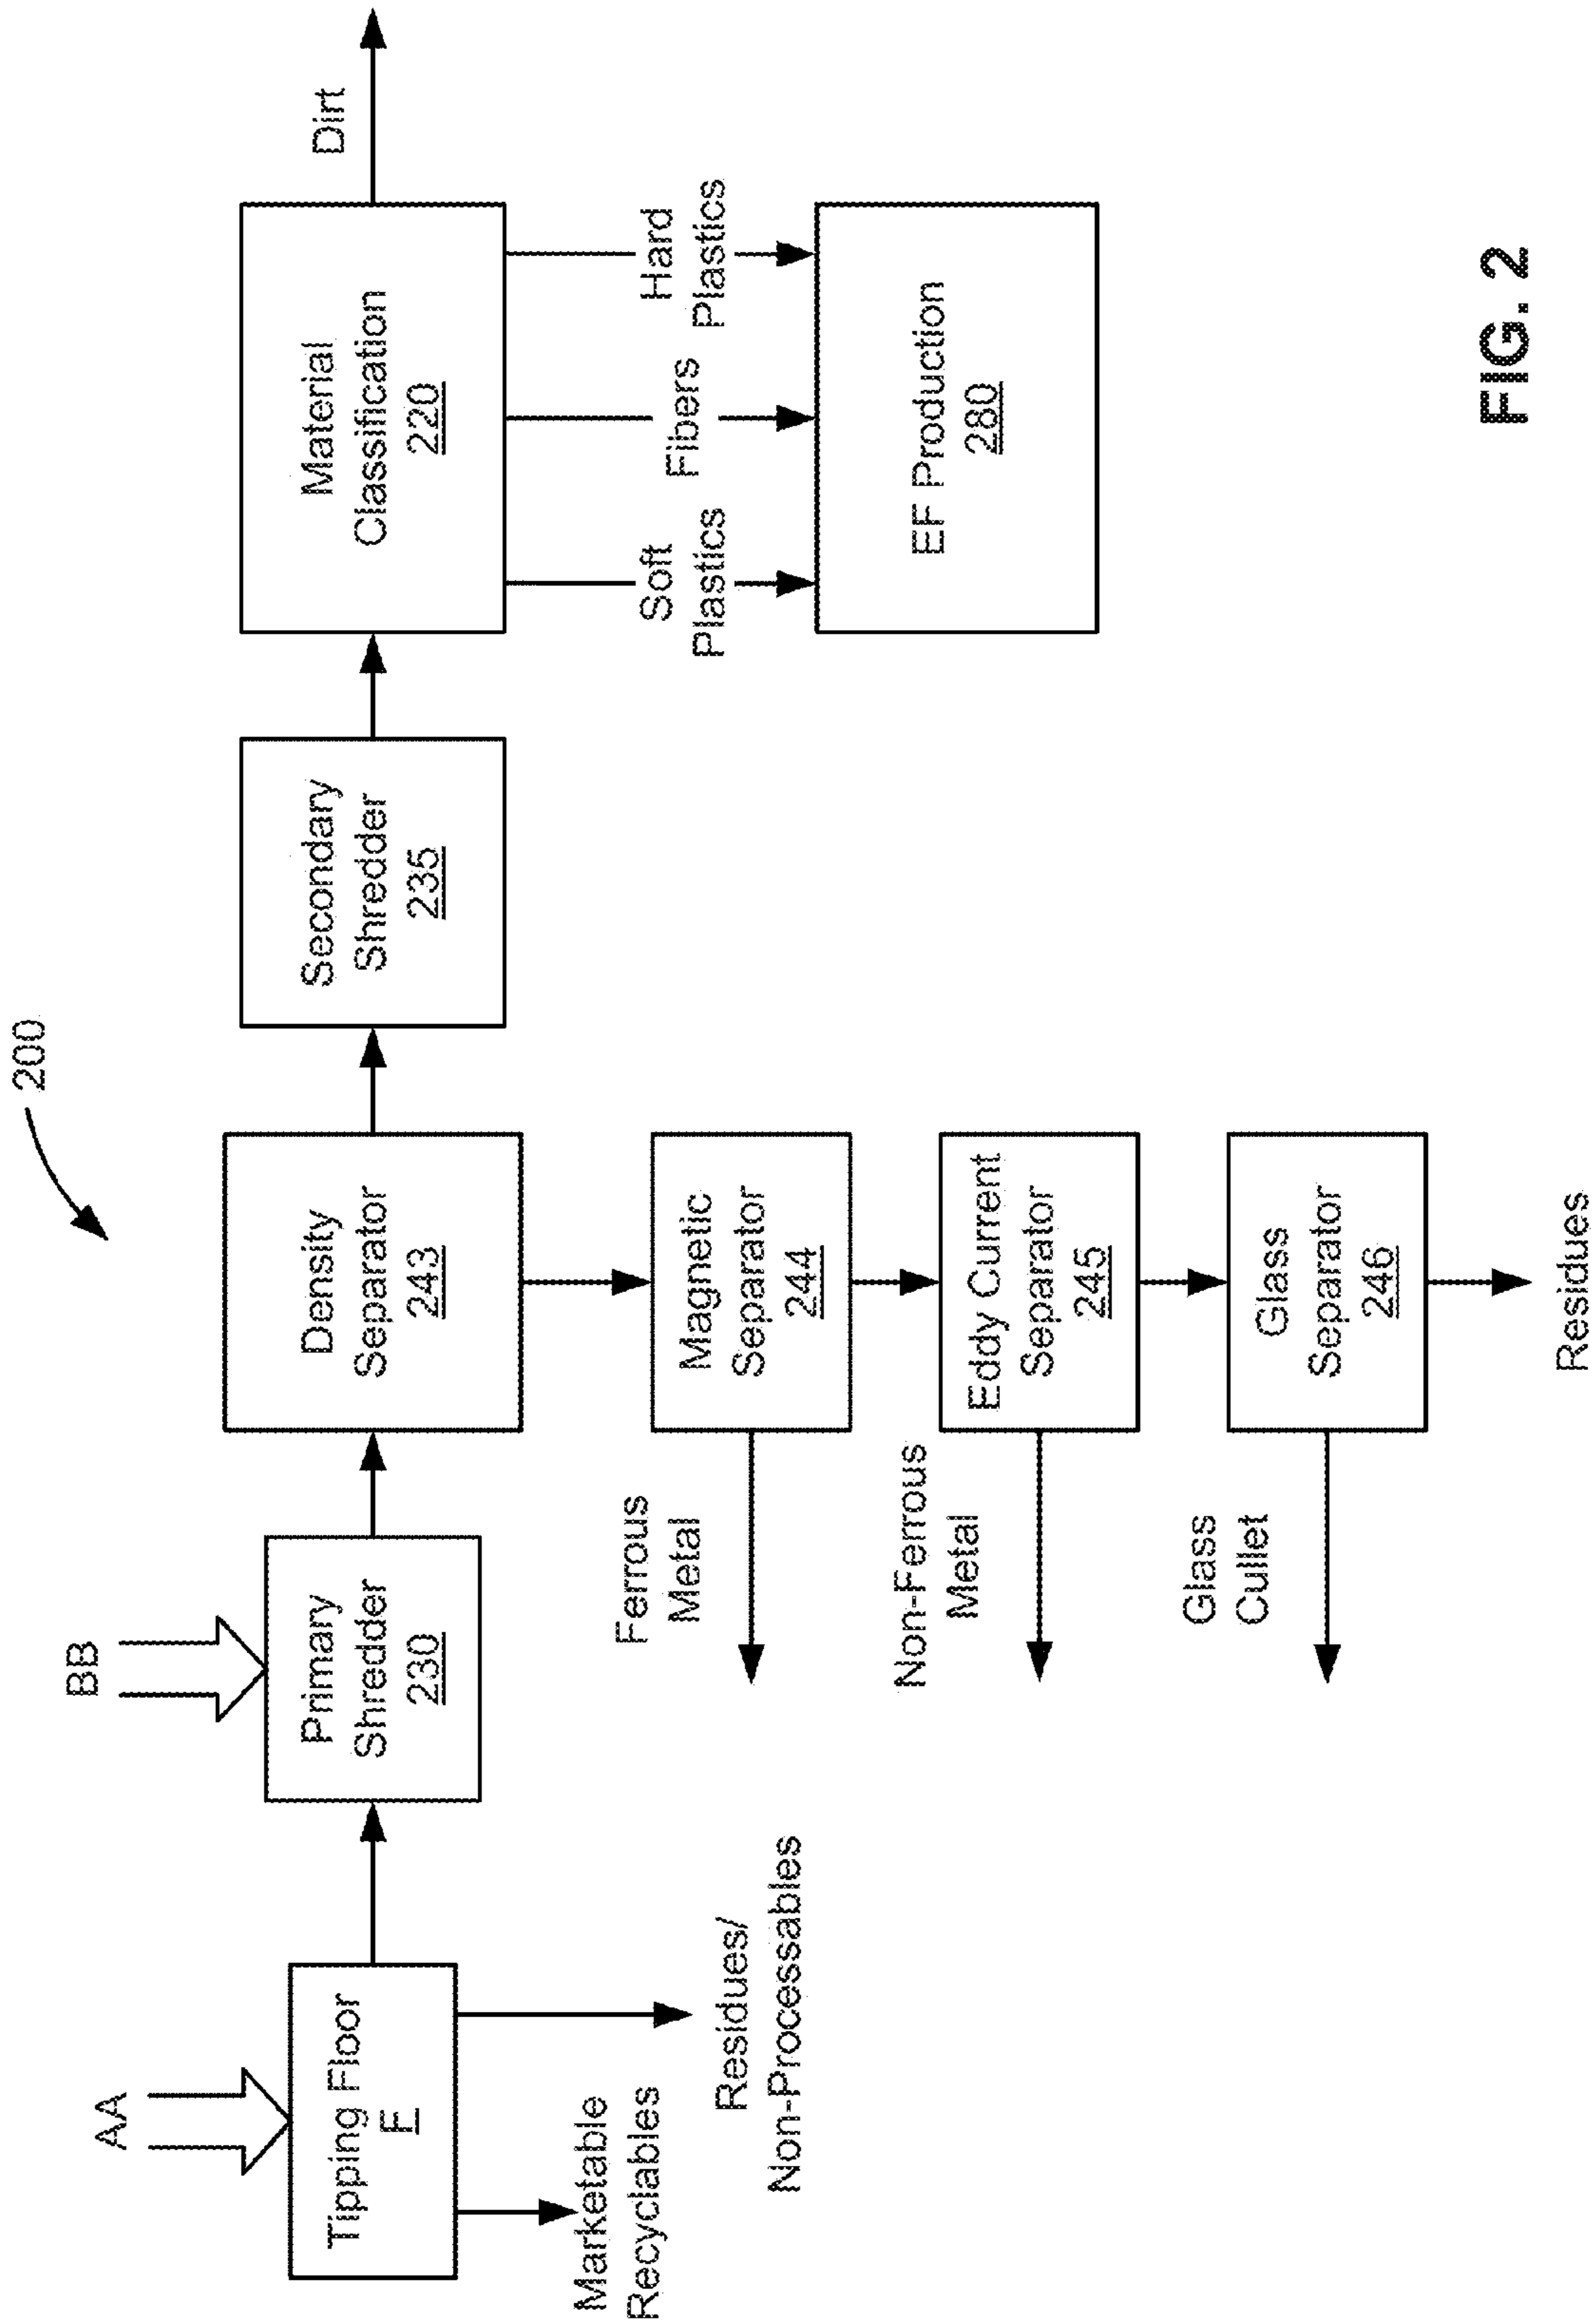 200
AA
BB
Tipping Floor
F
Primary
Shredder
230
Density
Separator
243
Secondary
Shredder
235
Material
Classification
220
Dirt
Marketable
Recyclables
Residues/
Non-Processables
Ferrous
Metal
Magnetic
Separator
244
Soft
Plastics
Fibers
Hard
Plastics
Non-Ferrous
Metal
Eddy Current
Separator
245
EF Production
280
Glass
Cullet
Glass
Separator
246
Residues
FIG. 2